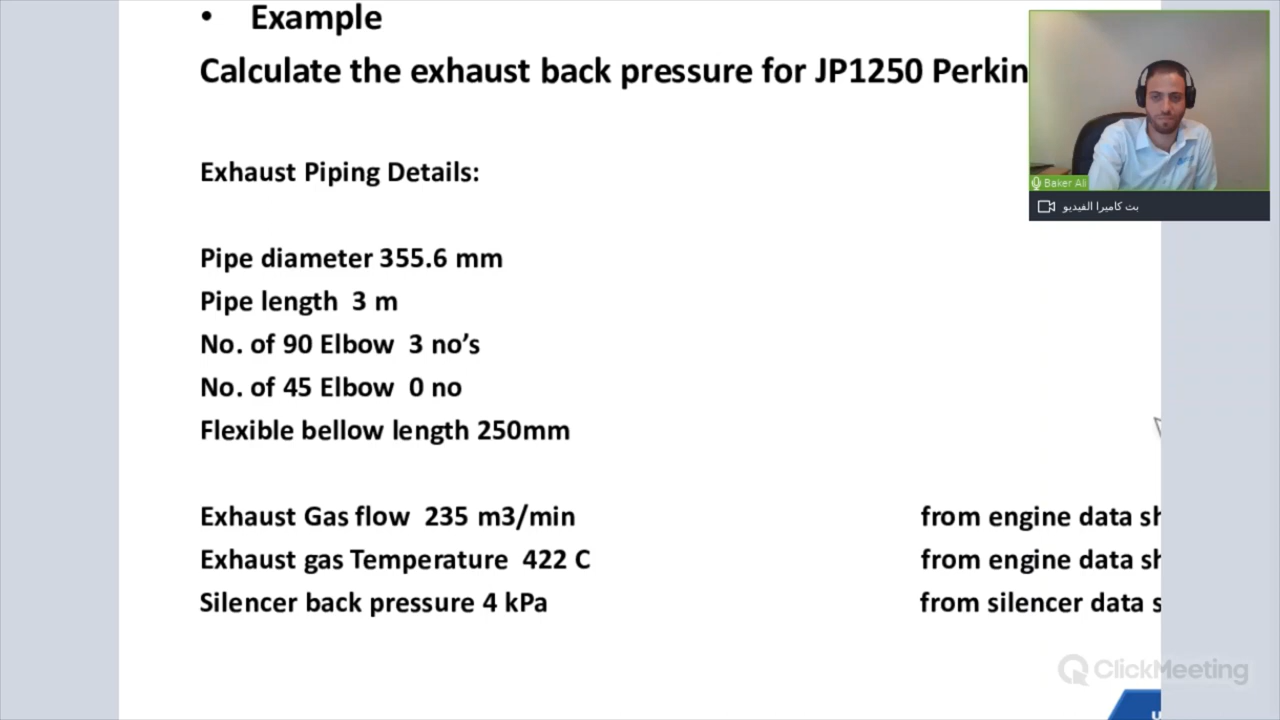 • Example
Calculate the exhaust back pressure for JP1250 Perkin
Exhaust Piping Details:
Pipe diameter 355.6 mm
Pipe length 3 m
No. of 90 Elbow 3 no’s
No. of 45 Elbow 0 no
Flexible bellow length 250mm
Exhaust Gas flow 235 m3/min from engine data sh
Exhaust gas Temperature 422 C from engine data sh
Silencer back pressure 4 kPa from silencer data s
Baker Ali
بث كاميرا الفيديو
ClickMeeting